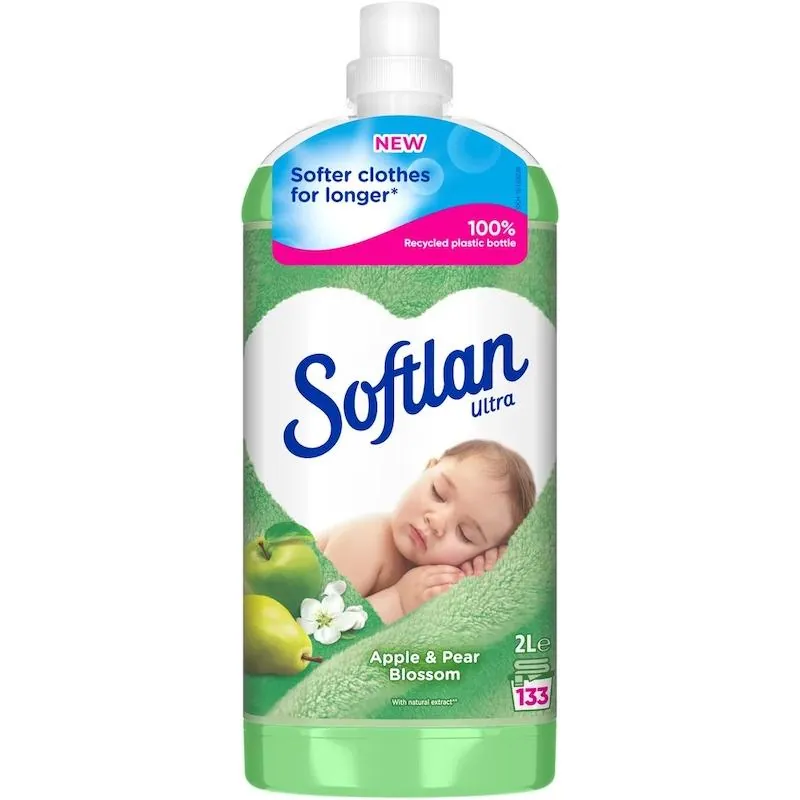 NEW
Softer clothes
for longer*
100%
Recycled plastic bottle
Softlan
Ultra
Apple & Pear
Blossom
With natural extract**
2L℮
133